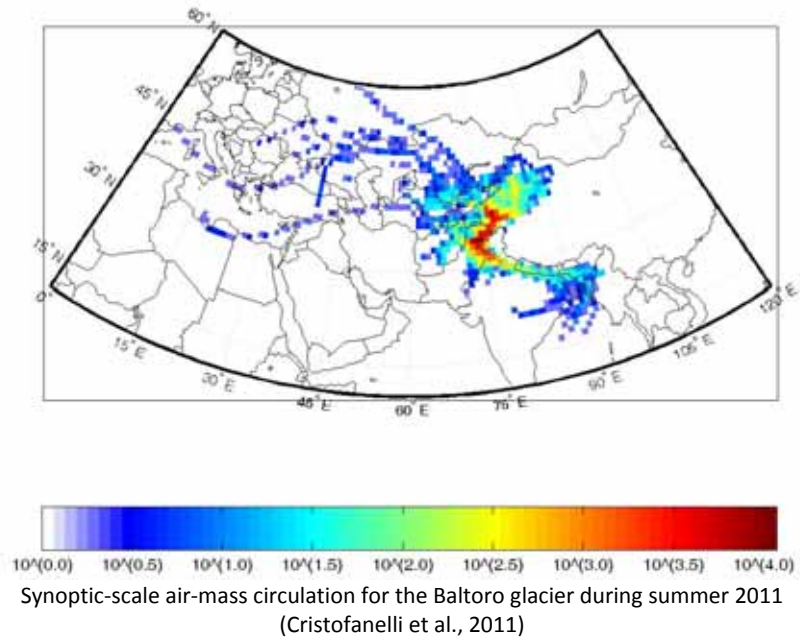 60° N
45° N
30° N
15° N
0°
15° E
30° E
45° E
60° E
75° E
90° E
105° E
120° E
10^(0.0) 10^(0.5) 10^(1.0) 10^(1.5) 10^(2.0) 10^(2.5) 10^(3.0) 10^(3.5) 10^(4.0)
Synoptic-scale air-mass circulation for the Baltoro glacier during summer 2011
(Cristofanelli et al., 2011)